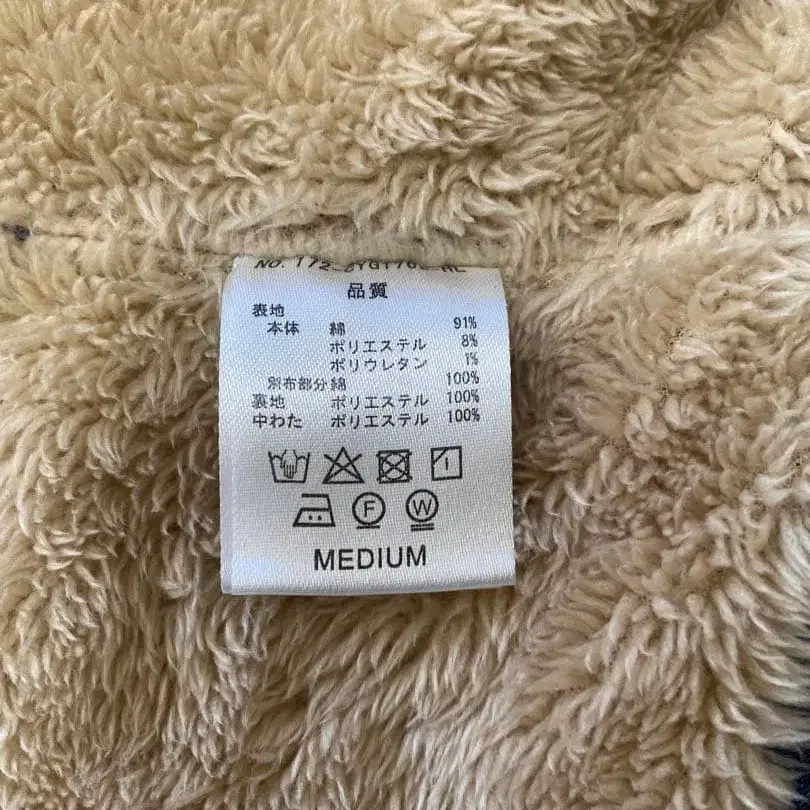 品質
表地
本体 綿 91%
ポリエステル 8%
ポリウレタン 1%
別布部分綿 100%
裏地 ポリエステル 100%
中わた ポリエステル 100%
F W
MEDIUM